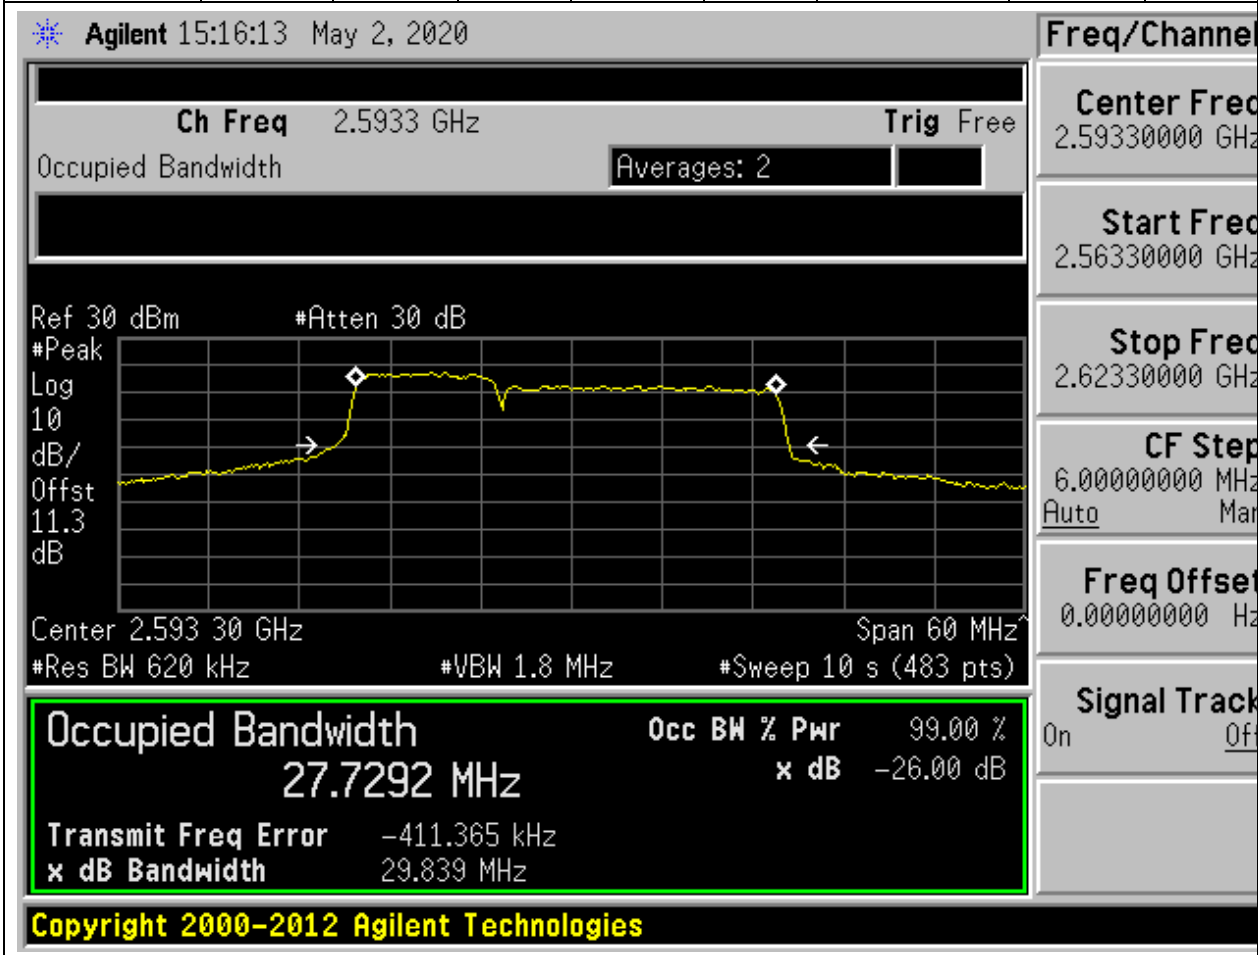 Agilent 15:16:13 May 2, 2020
Freq/Channel
Ch Freq 2.5933 GHz Trig Free
Occupied Bandwidth Averages: 2
Center Freq
2.59330000 GHz
Start Freq
2.56330000 GHz
Stop Freq
2.62330000 GHz
CF Step
6.00000000 MHz
Auto Man
Freq Offset
0.00000000 Hz
Signal Track
On Off
Ref 30 dBm #Atten 30 dB
#Peak
Log
10
dB/
Offst
11.3
dB
Center 2.593 30 GHz Span 60 MHz^
#Res BW 620 kHz #VBW 1.8 MHz #Sweep 10 s (483 pts)
Occupied Bandwidth Occ BW % Pwr 99.00 %
27.7292 MHz x dB -26.00 dB
Transmit Freq Error -411.365 kHz
x dB Bandwidth 29.839 MHz
Copyright 2000-2012 Agilent Technologies